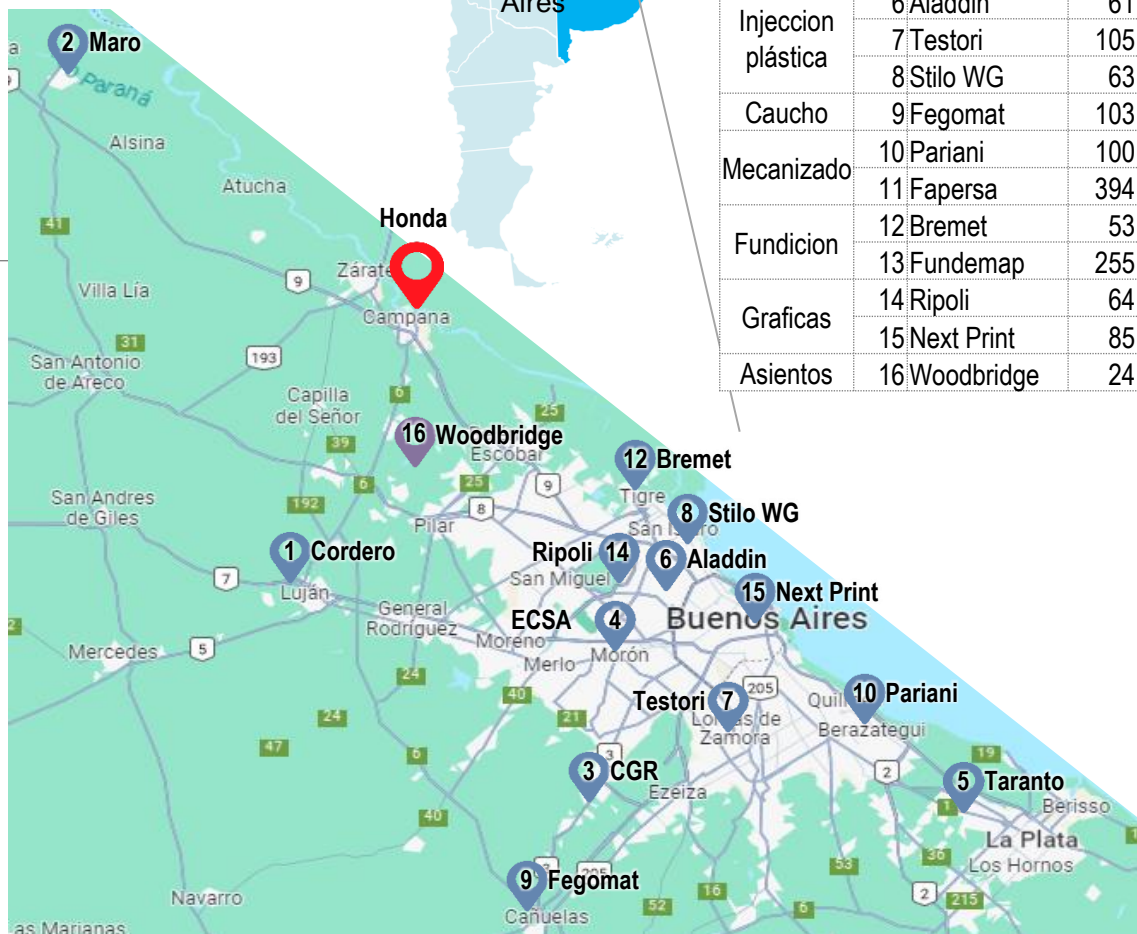 Aires
6 Aladdin 61
Injeccion plástica
7 Testori 105
8 Stilo WG 63
Caucho 9 Fegomat 103
Mecanizado 10 Pariani 100
11 Fapersa 394
Fundicion 12 Bremet 53
13 Fundemap 255
Graficas 14 Ripoli 64
15 Next Print 85
Asientos 16 Woodbridge 24
2 Maro
Paraná
Alsina
Atucha
41
Honda
9
Zárate
Villa Lía
Campana
31
193
San Antonio
de Areco
6
Capilla
del Señor
25
39
16 Woodbridge
Escobar
12 Bremet
9
6
25
Tigre
San Andres
de Giles
192
8
8 Stilo WG
Pilar
San Isidro
1 Cordero
Ripoli 14
6 Aladdin
7
San Miguel
Luján
15 Next Print
General
Rodríguez
ECSA 4
Buenos Aires
Mercedes
5
Moreno
Merlo
Morón
24
40
205
Testori 7
10 Pariani
24
21
Lomas de
Zamora
Berazategui
47
6
3
19
3 CGR
2
5 Taranto
Ezeiza
1
Berisso
40
La Plata
36
Los Hornos
53
9 Fegomat
205
16
2
215
Navarro
52
6
Cañuelas
as Marianas